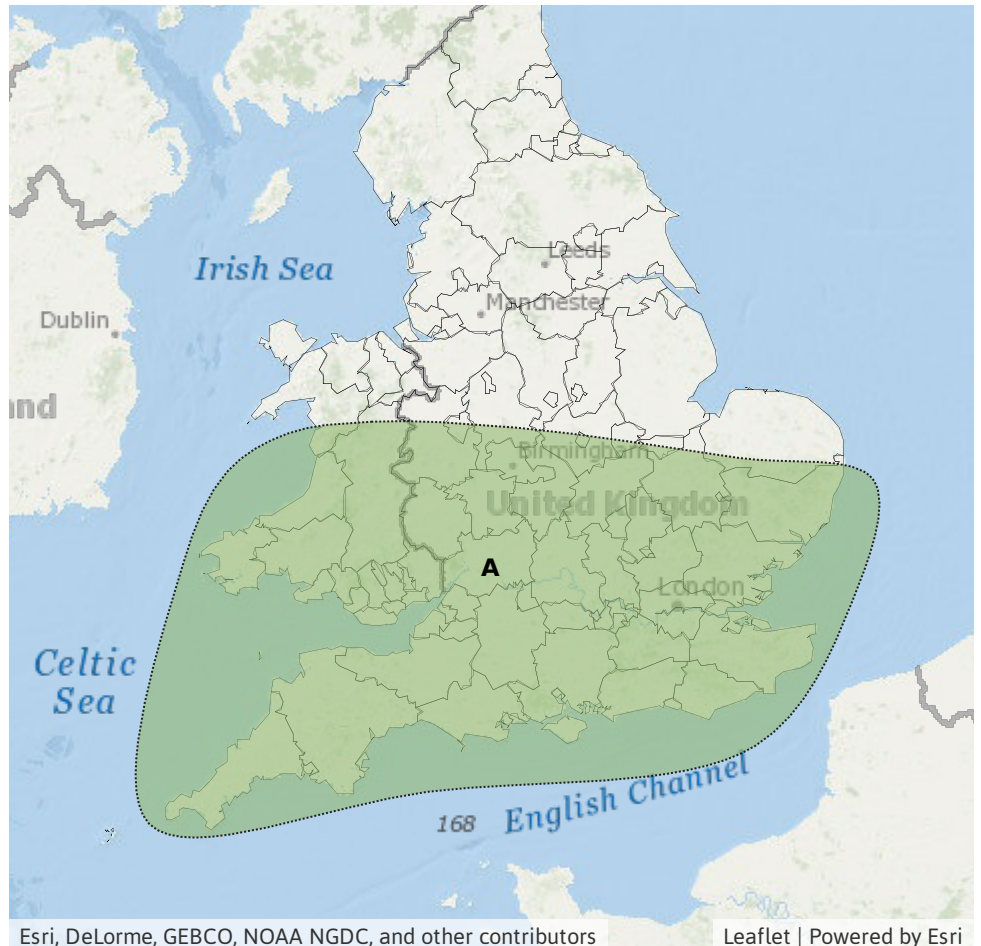 Leeds
Irish Sea
Manchester
Dublin
nd
Birmingham
United Kingdom
A
London
Celtic
Sea
English Channel
168
Esri, DeLorme, GEBCO, NOAA NGDC, and other contributors
Leaflet | Powered by Esri